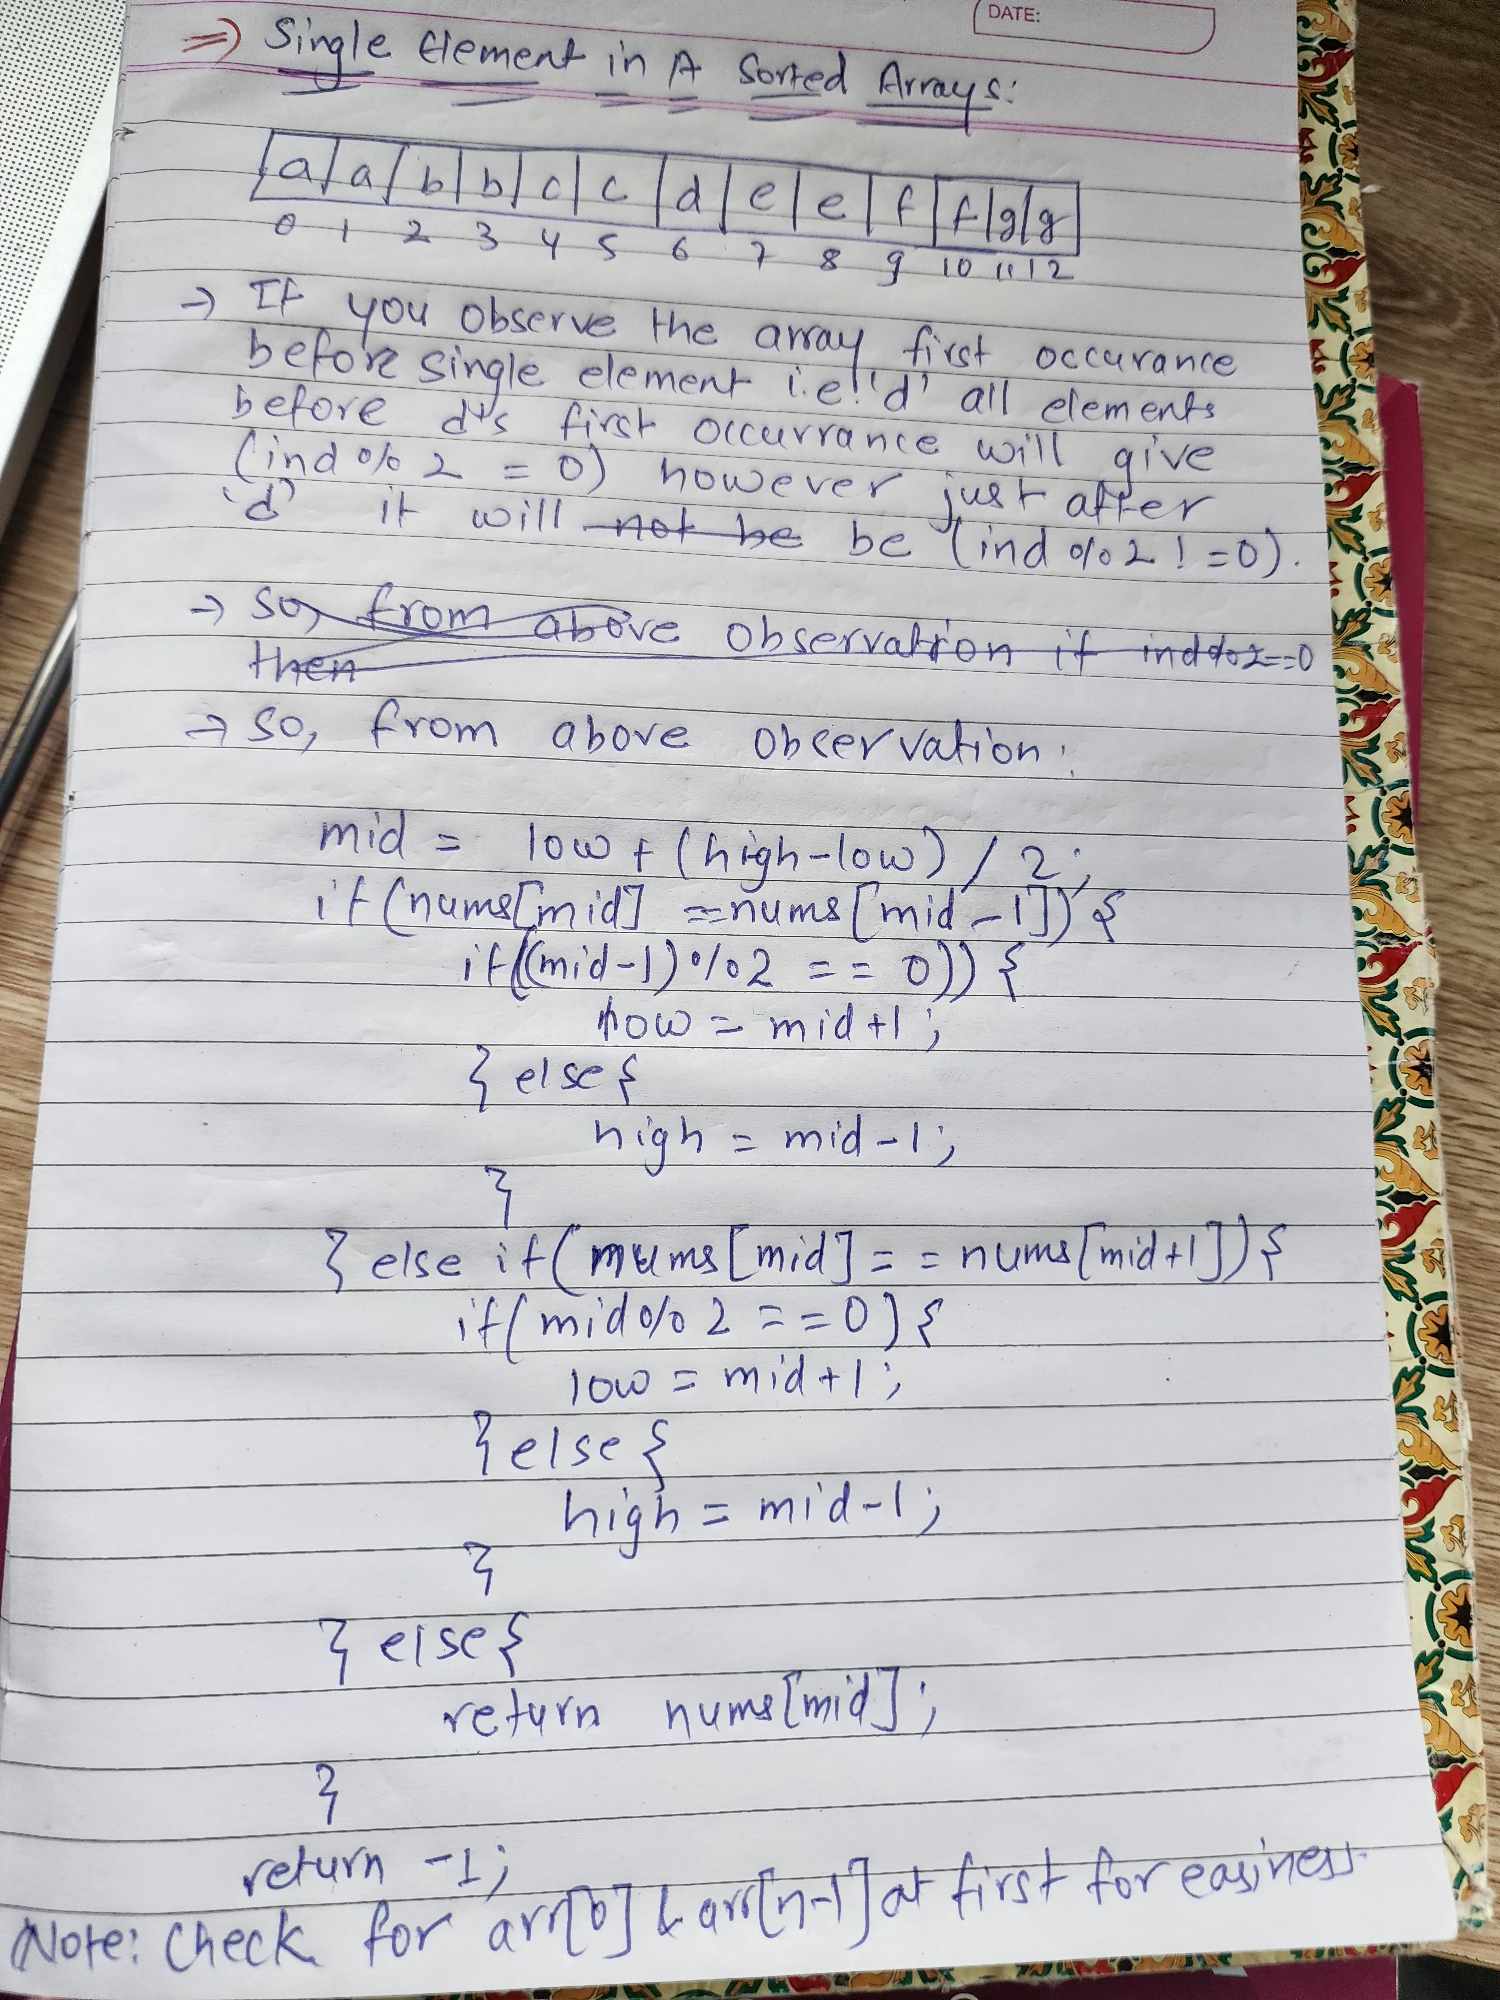 DATE:
=> Single Element in A Sorted Arrays:
a a b b c c d e e f f g g
0 1 2 3 4 5 6 7 8 9 10 11 12
→ If you observe the array first occurance
before single element i.e. 'd' all elements
before d's first occurrance will give
(ind % 2 = 0) however just after
'd' it will not be be (ind % 2 ! =0).
→ so, from above observation if ind%2==0
then
→ so, from above obcervation:
mid = low + (high-low) / 2;
if (nums[mid] ==nums[mid-1]) {
if((mid-1)%2 == 0)) {
low = mid+1;
} else {
high = mid-1;
}
} else if( nums[mid] == nums[mid+1]) {
if( mid%2 ==0) {
low = mid+1;
} else {
high = mid-1;
}
} else {
return nums[mid];
}
return -1;
Note: Check for arr[0] & arr[n-1] at first for easiness.